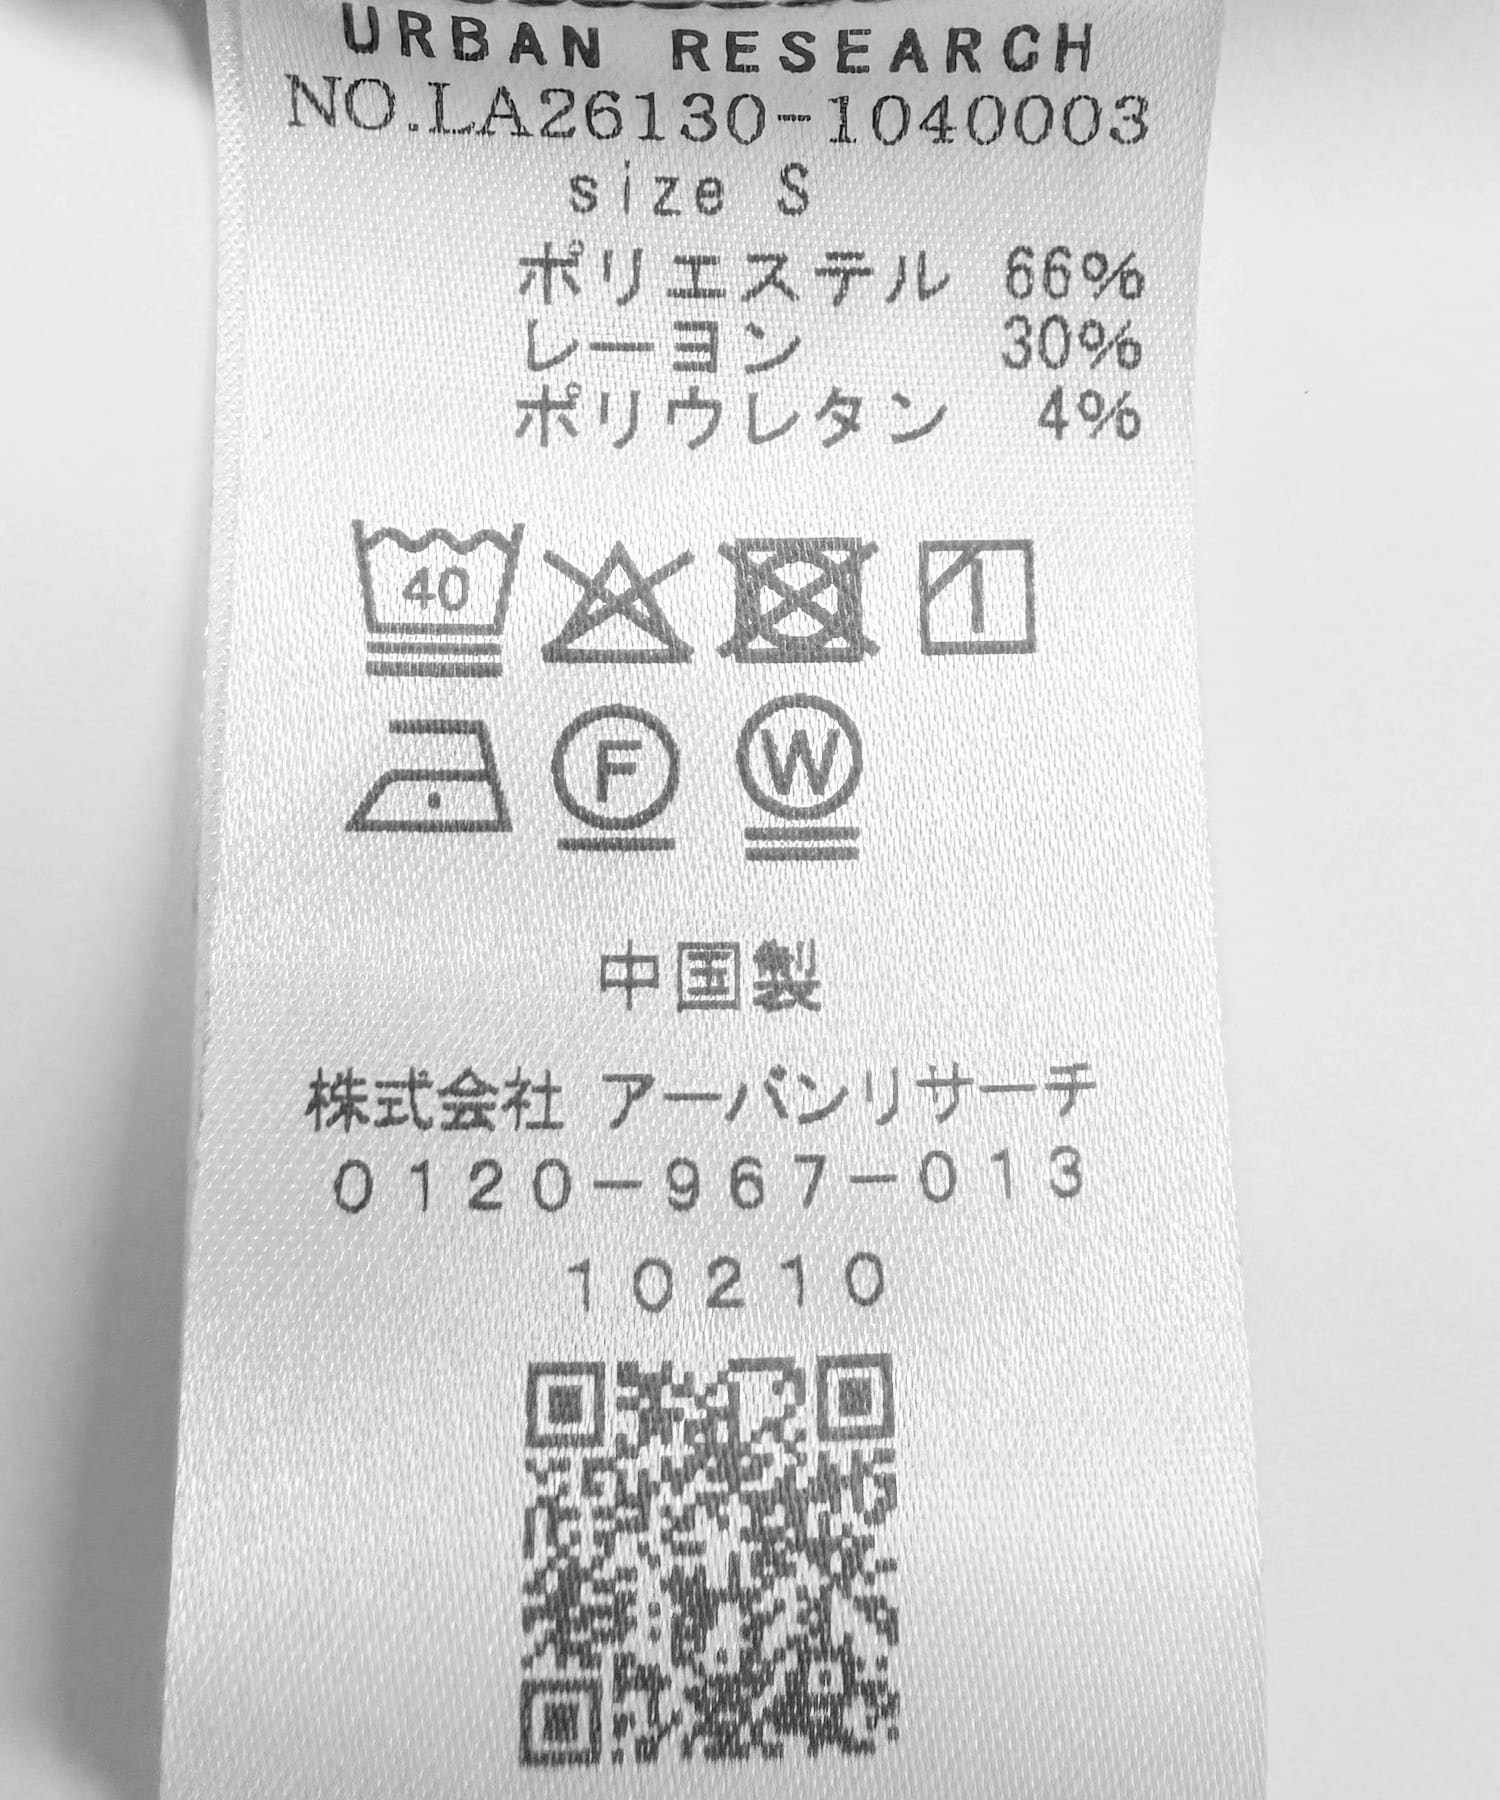 URBAN RESEARCH
NO.LA26130-1040003
size S
ポリエステル 66%
レーヨン 30%
ポリウレタン 4%
40
F W
中国製
株式会社 アーバンリサーチ
0120-967-013
10210